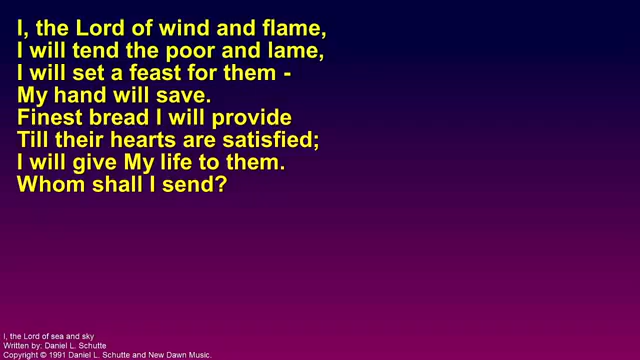 I, the Lord of wind and flame,
I will tend the poor and lame,
I will set a feast for them -
My hand will save.
Finest bread I will provide
Till their hearts are satisfied;
I will give My life to them.
Whom shall I send?
I, the Lord of sea and sky
Written by: Daniel L. Schutte
Copyright © 1991 Daniel L. Schutte and New Dawn Music.